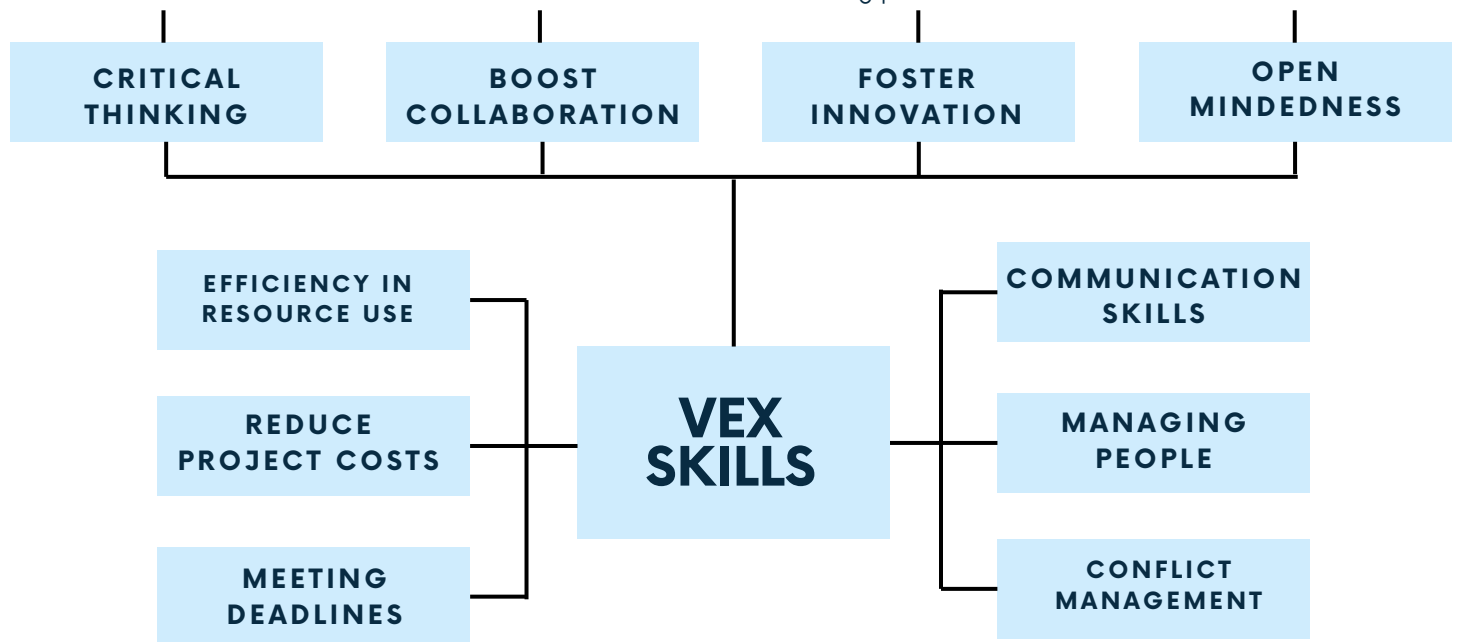 CRITICAL
THINKING
BOOST
COLLABORATION
FOSTER
INNOVATION
OPEN
MINDEDNESS
EFFICIENCY IN
RESOURCE USE
COMMUNICATION
SKILLS
VEX
SKILLS
REDUCE
PROJECT COSTS
MANAGING
PEOPLE
MEETING
DEADLINES
CONFLICT
MANAGEMENT